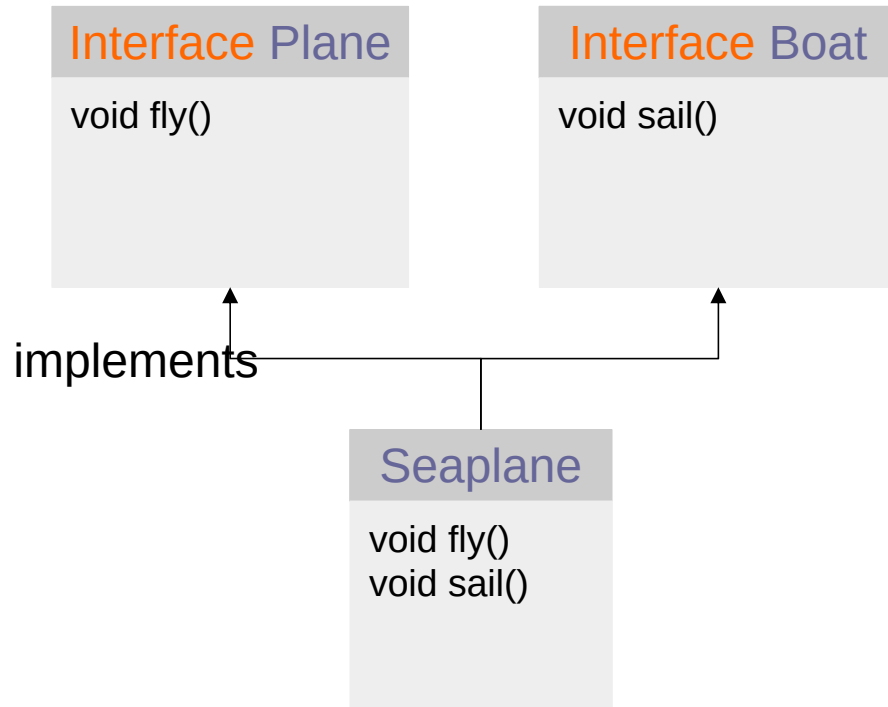 Interface Plane
void fly()
Interface Boat
void sail()
implements
Seaplane
void fly()
void sail()